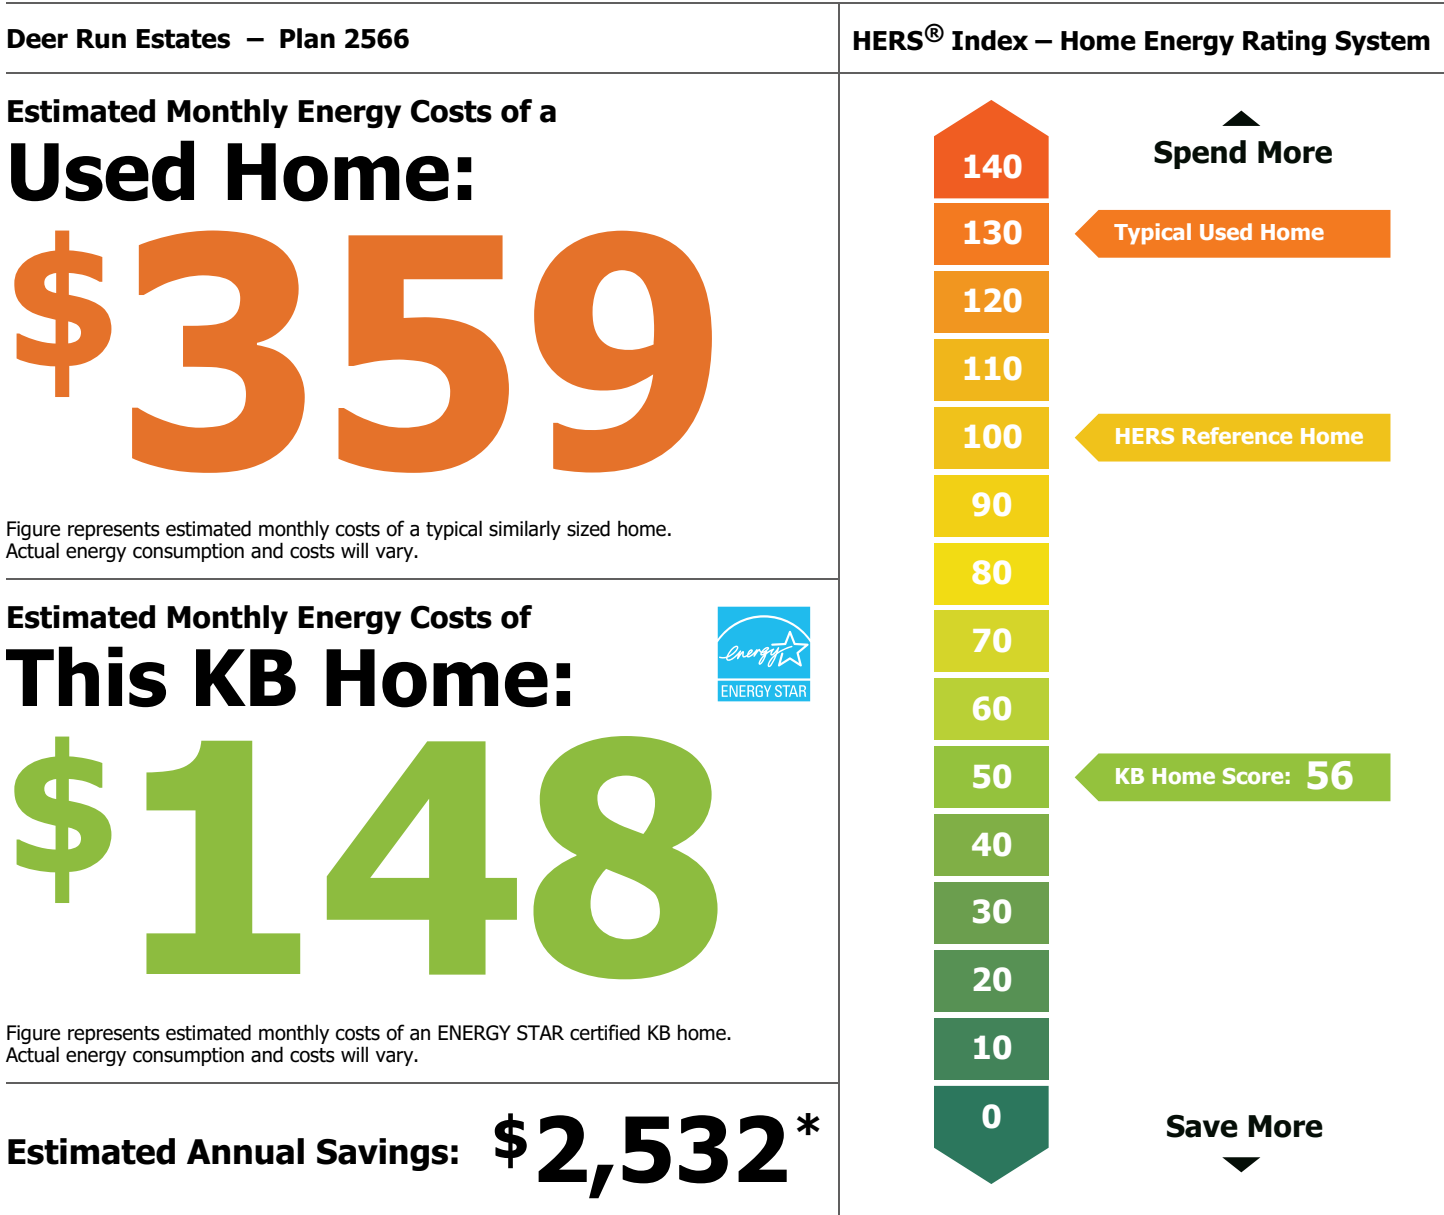 Deer Run Estates – Plan 2566
Estimated Monthly Energy Costs of a
Used Home:
$359
Figure represents estimated monthly costs of a typical similarly sized home.
Actual energy consumption and costs will vary.
Estimated Monthly Energy Costs of
This KB Home:
energy
ENERGY STAR
$148
Figure represents estimated monthly costs of an ENERGY STAR certified KB home.
Actual energy consumption and costs will vary.
Estimated Annual Savings: $2,532*
HERS® Index – Home Energy Rating System
Spend More
140
130 Typical Used Home
120
110
100 HERS Reference Home
90
80
70
60
50 KB Home Score: 56
40
30
20
10
0
Save More